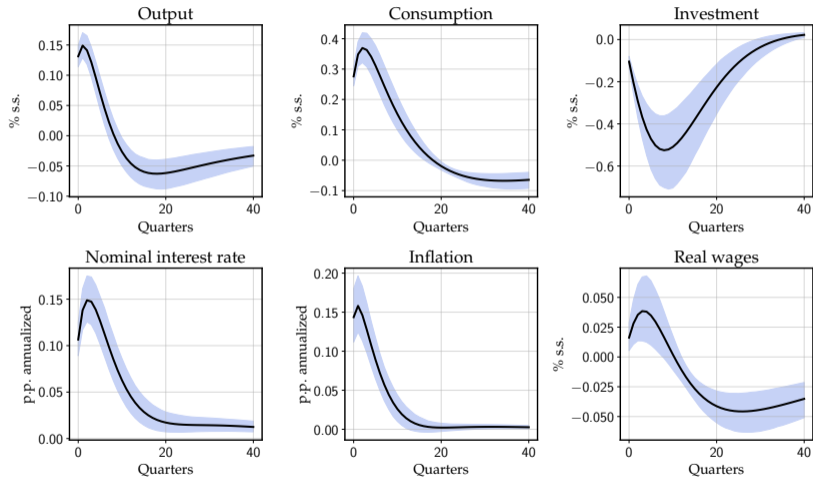 Output
% s.s.
0.15
0.10
0.05
0.00
−0.05
−0.10
0
20
40
Quarters
Consumption
% s.s.
0.4
0.3
0.2
0.1
0.0
−0.1
0
20
40
Quarters
Investment
% s.s.
0.0
−0.2
−0.4
−0.6
0
20
40
Quarters
Nominal interest rate
p.p. annualized
0.15
0.10
0.05
0.00
0
20
40
Quarters
Inflation
p.p. annualized
0.20
0.15
0.10
0.05
0.00
0
20
40
Quarters
Real wages
% s.s.
0.050
0.025
0.000
−0.025
−0.050
0
20
40
Quarters